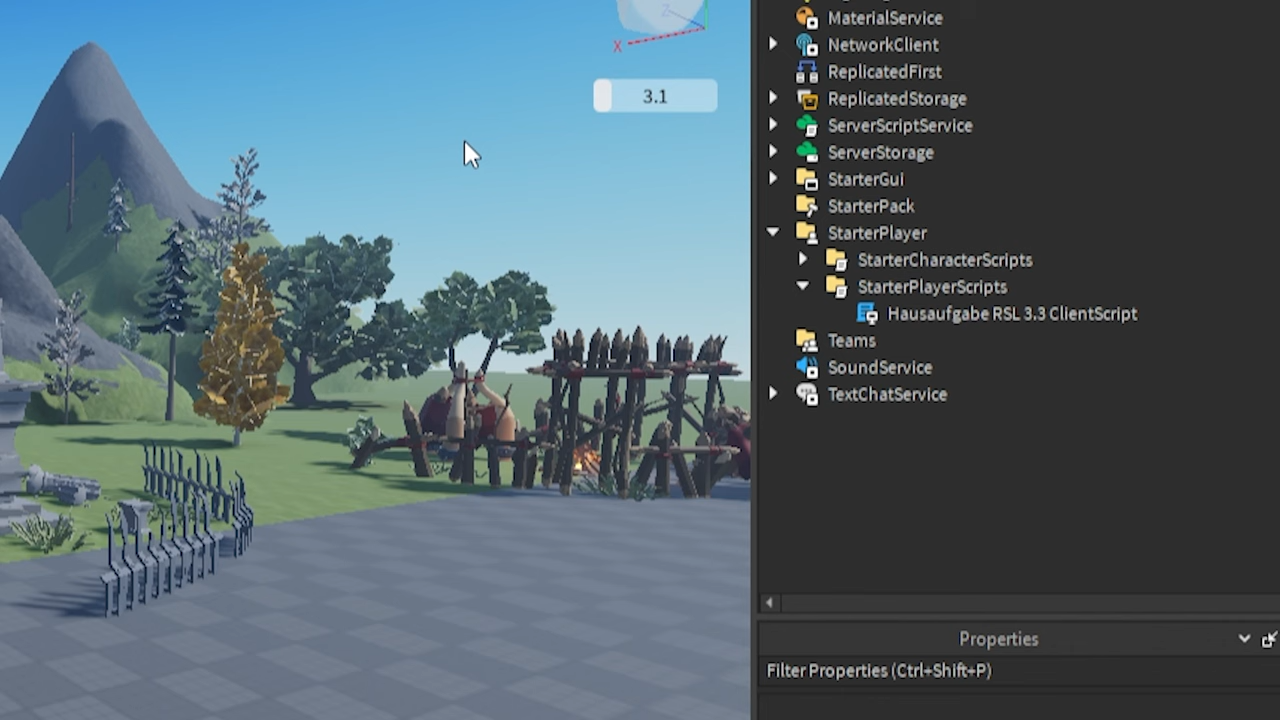 Z
X
3.1
MaterialService
NetworkClient
ReplicatedFirst
ReplicatedStorage
ServerScriptService
ServerStorage
StarterGui
StarterPack
StarterPlayer
StarterCharacterScripts
StarterPlayerScripts
Hausaufgabe RSL 3.3 ClientScript
Teams
SoundService
TextChatService
Properties
Filter Properties (Ctrl+Shift+P)